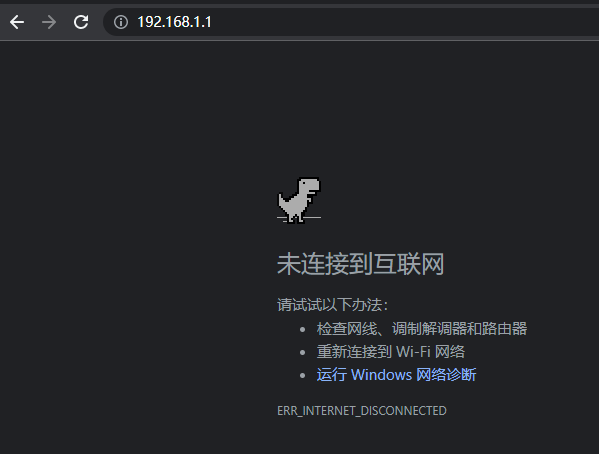 192.168.1.1
未连接到互联网
请试试以下办法：
检查网线、调制解调器和路由器
重新连接到 Wi-Fi 网络
运行 Windows 网络诊断
ERR_INTERNET_DISCONNECTED